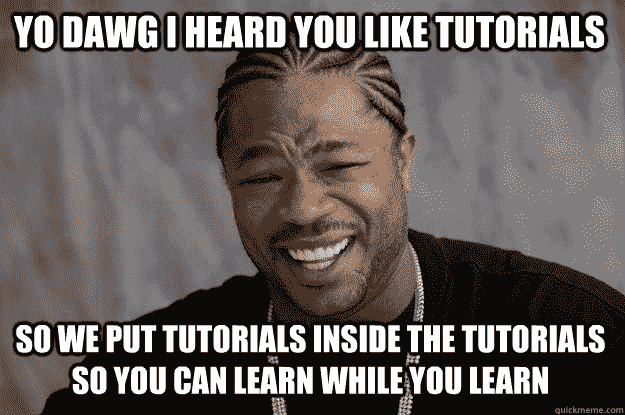 YO DAWG I HEARD YOU LIKE TUTORIALS
SO WE PUT TUTORIALS INSIDE THE TUTORIALS
SO YOU CAN LEARN WHILE YOU LEARN
quickmeme.com